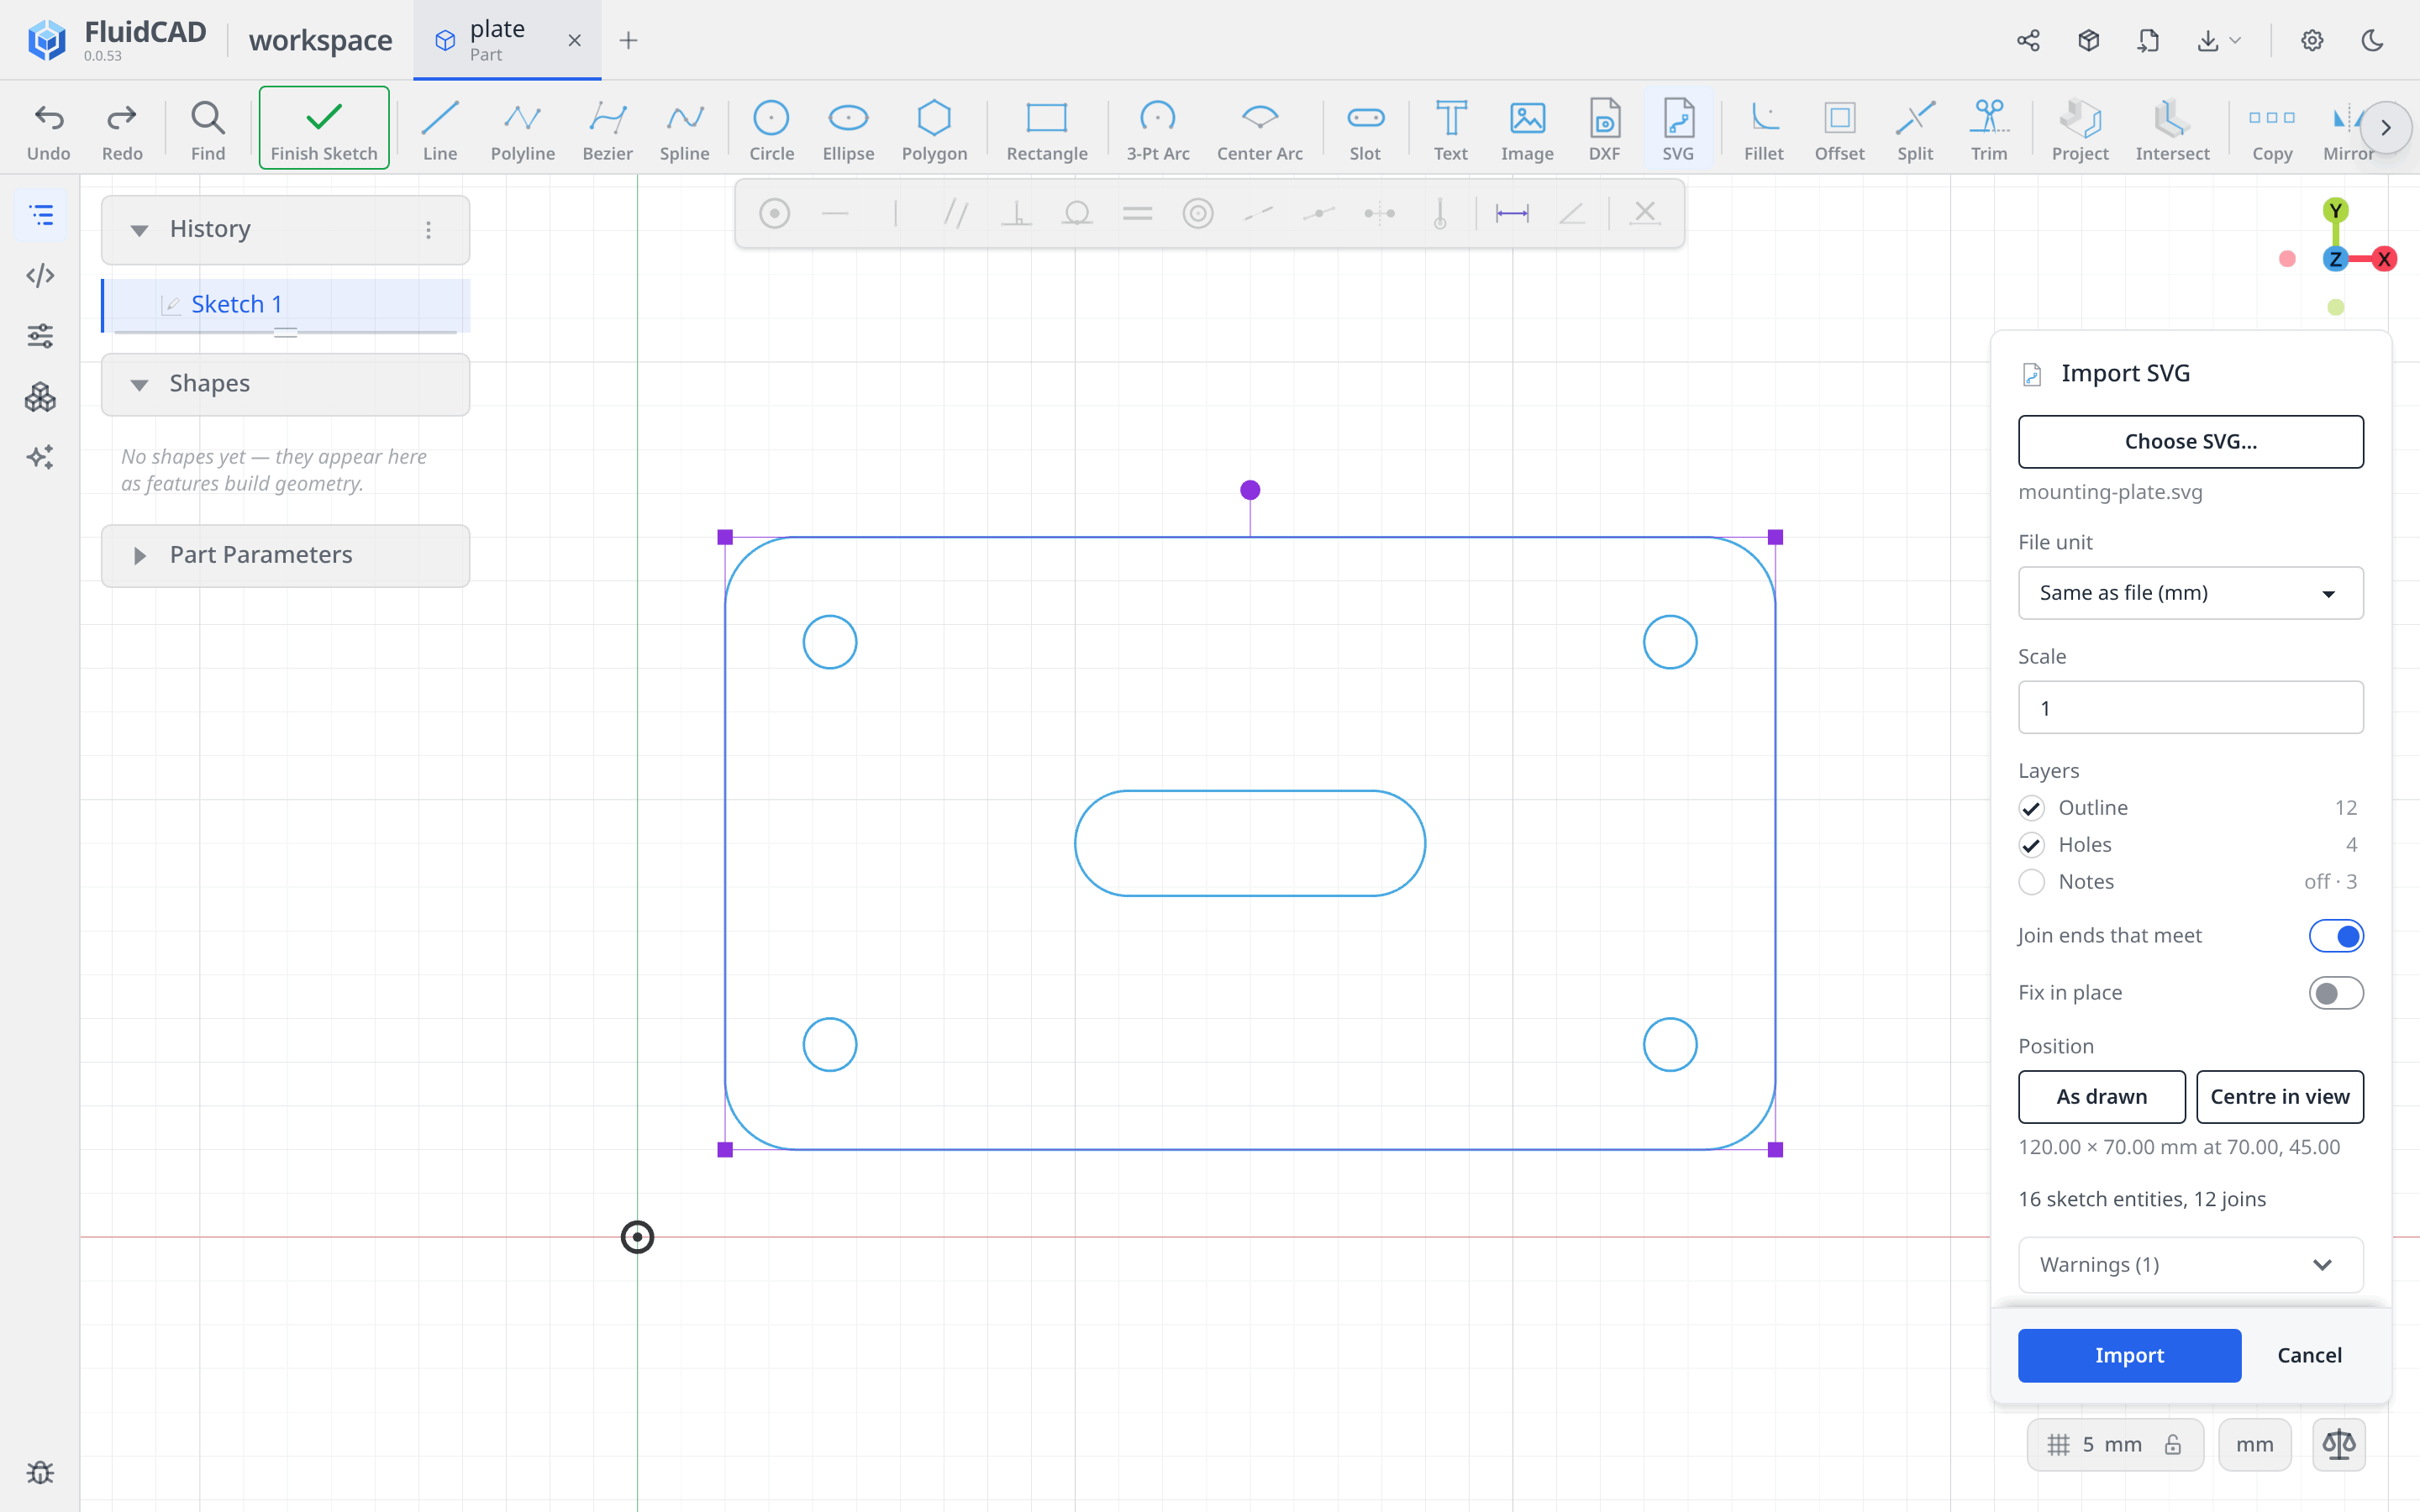 FluidCAD
0.0.53
workspace
plate
Part
Undo
Redo
Find
Finish Sketch
Line
Polyline
Bezier
Spline
Circle
Ellipse
Polygon
Rectangle
3-Pt Arc
Center Arc
Slot
Text
Image
DXF
SVG
Fillet
Offset
Split
Trim
Project
Intersect
Copy
Mirror
History
Sketch 1
Shapes
No shapes yet — they appear here
as features build geometry.
Part Parameters
Y
Z
X
Import SVG
Choose SVG...
mounting-plate.svg
File unit
Same as file (mm)
Scale
1
Layers
Outline 12
Holes 4
Notes off · 3
Join ends that meet
Fix in place
Position
As drawn
Centre in view
120.00 × 70.00 mm at 70.00, 45.00
16 sketch entities, 12 joins
Warnings (1)
Import
Cancel
5 mm
mm